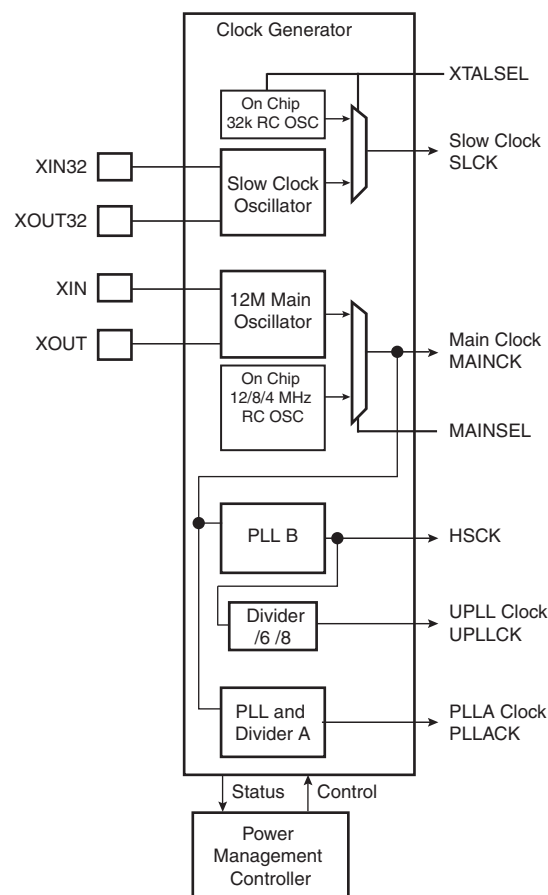 Clock Generator
XTALSEL
On Chip
32k RC OSC
Slow Clock
SLCK
XIN32
Slow Clock
Oscillator
XOUT32
XIN
12M Main
Oscillator
XOUT
Main Clock
MAINCK
On Chip
12/8/4 MHz
RC OSC
MAINSEL
PLL B
HSCK
Divider
/6 /8
UPLL Clock
UPLLCK
PLL and
Divider A
PLLA Clock
PLLACK
Status
Control
Power
Management
Controller